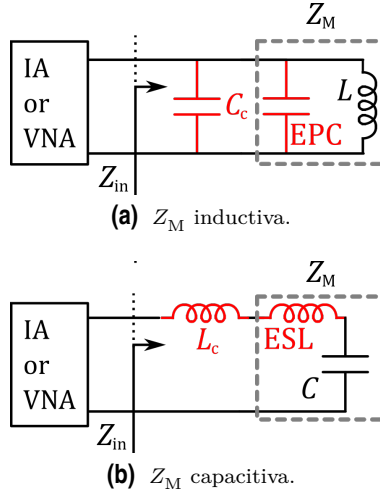 Z_M
IA
or
VNA
C_c
L
EPC
Z_in
(a) Z_M inductiva.
Z_M
IA
or
VNA
L_c
ESL
C
Z_in
(b) Z_M capacitiva.